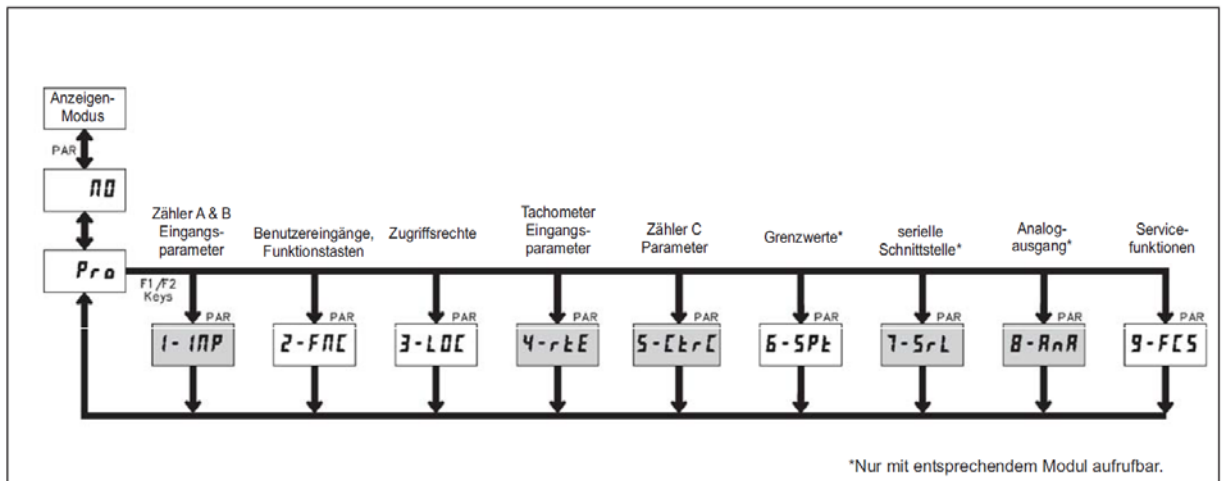 Anzeigen-
Modus
PAR
NO
Pro
F1/F2
Keys
Zähler A & B
Eingangs-
parameter
PAR
1-INP
Benutzereingänge,
Funktionstasten
PAR
2-FNC
Zugriffsrechte
PAR
3-LOC
Tachometer
Eingangs-
parameter
PAR
4-rtE
Zähler C
Parameter
PAR
5-CtrC
Grenzwerte*
PAR
6-SPt
serielle
Schnittstelle*
PAR
7-SrL
Analog-
ausgang*
PAR
8-AnA
Service-
funktionen
PAR
9-FCS
*Nur mit entsprechendem Modul aufrufbar.